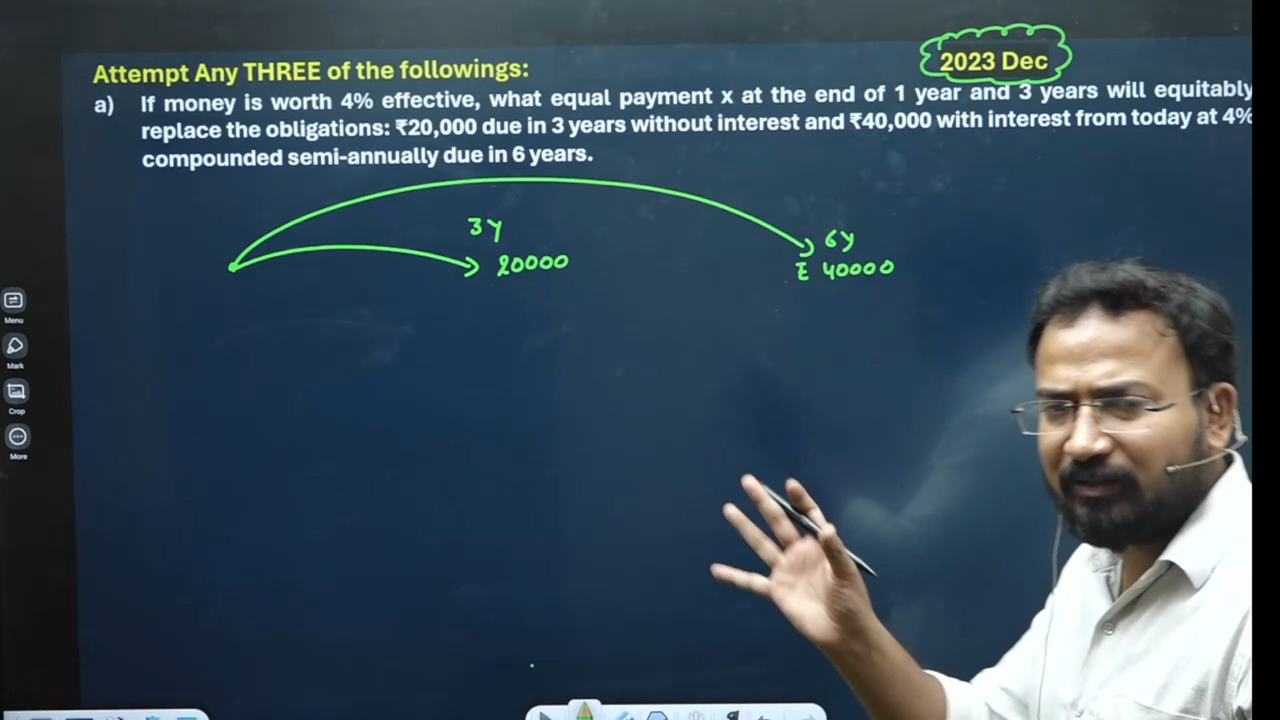 2023 Dec
Attempt Any THREE of the followings:
a) If money is worth 4% effective, what equal payment x at the end of 1 year and 3 years will equitably
replace the obligations: ₹20,000 due in 3 years without interest and ₹40,000 with interest from today at 4%
compounded semi-annually due in 6 years.
3Y
6Y
20000
40000
Menu
Mark
Crop
More